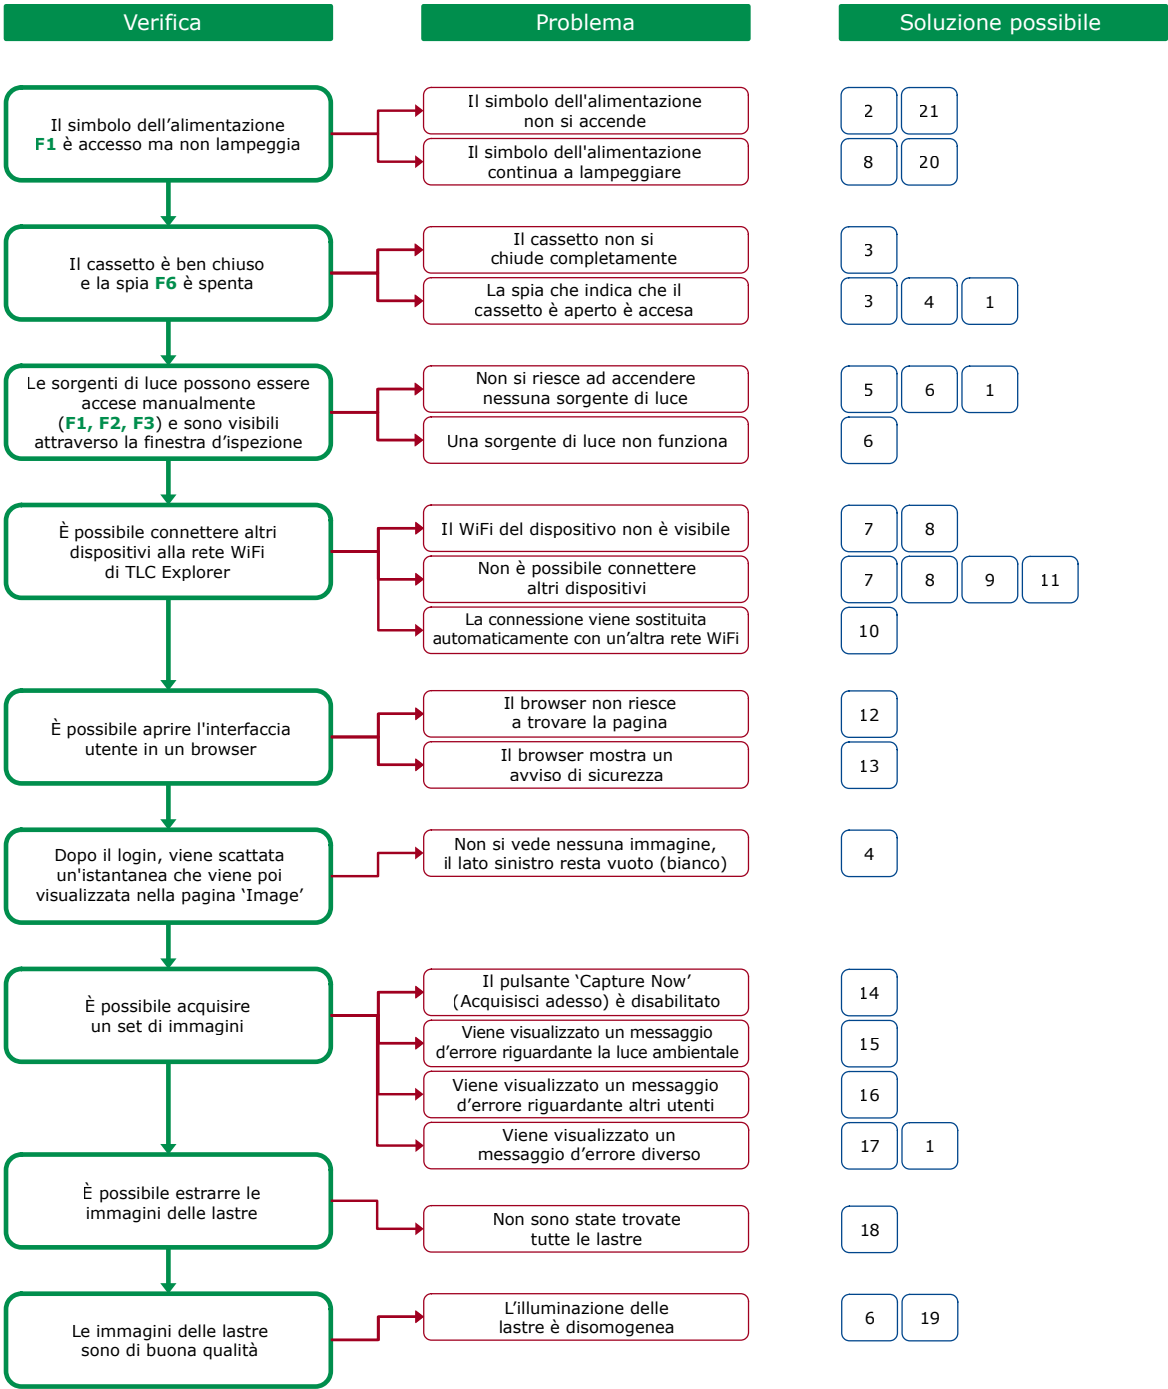 Verifica
Problema
Soluzione possibile
Il simbolo dell’alimentazione
F1 è accesso ma non lampeggia
Il simbolo dell'alimentazione
non si accende
2
21
Il simbolo dell'alimentazione
continua a lampeggiare
8
20
Il cassetto è ben chiuso
e la spia F6 è spenta
Il cassetto non si
chiude completamente
3
La spia che indica che il
cassetto è aperto è accesa
3
4
1
Le sorgenti di luce possono essere
accese manualmente
(F1, F2, F3) e sono visibili
attraverso la finestra d’ispezione
Non si riesce ad accendere
nessuna sorgente di luce
5
6
1
Una sorgente di luce non funziona
6
È possibile connettere altri
dispositivi alla rete WiFi
di TLC Explorer
Il WiFi del dispositivo non è visibile
7
8
Non è possibile connettere
altri dispositivi
7
8
9
11
La connessione viene sostituita
automaticamente con un’altra rete WiFi
10
È possibile aprire l'interfaccia
utente in un browser
Il browser non riesce
a trovare la pagina
12
Il browser mostra un
avviso di sicurezza
13
Dopo il login, viene scattata
un'istantanea che viene poi
visualizzata nella pagina ‘Image’
Non si vede nessuna immagine,
il lato sinistro resta vuoto (bianco)
4
È possibile acquisire
un set di immagini
Il pulsante ‘Capture Now’
(Acquisisci adesso) è disabilitato
14
Viene visualizzato un messaggio
d’errore riguardante la luce ambientale
15
Viene visualizzato un messaggio
d’errore riguardante altri utenti
16
Viene visualizzato un
messaggio d’errore diverso
17
1
È possibile estrarre le
immagini delle lastre
Non sono state trovate
tutte le lastre
18
Le immagini delle lastre
sono di buona qualità
L’illuminazione delle
lastre è disomogenea
6
19